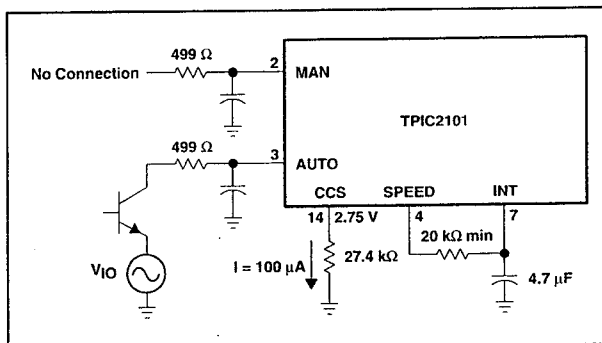 499 Ω
No Connection
2
MAN
TPIC2101
499 Ω
3
AUTO
CCS SPEED INT
14 2.75 V 4 7
V_IO
I = 100 µA
27.4 kΩ
20 kΩ min
4.7 µF